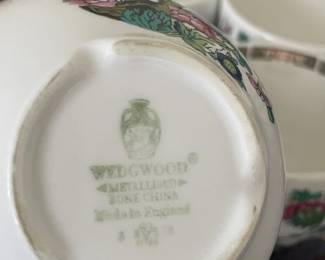 WEDGWOOD®
METALLISED
BONE CHINA
Made in England